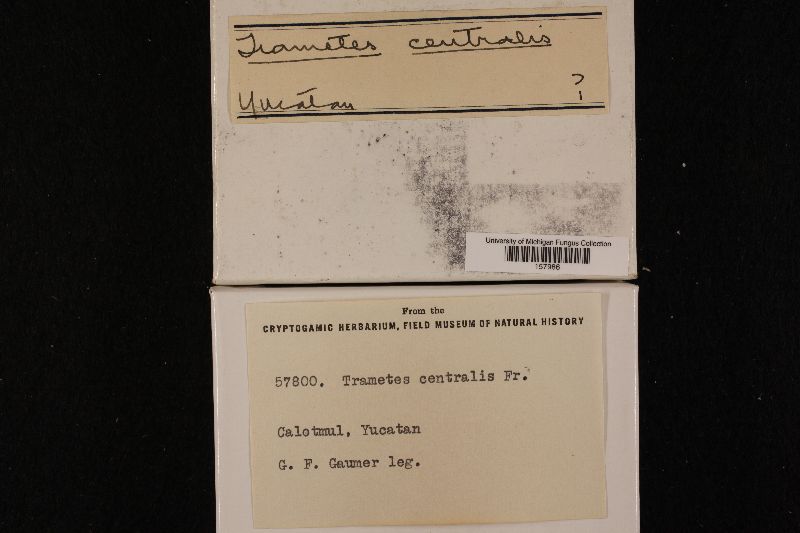 Trametes centralis
Yucatan ?
University of Michigan Fungus Collection
157986
From the
CRYPTOGAMIC HERBARIUM, FIELD MUSEUM OF NATURAL HISTORY
57800. Trametes centralis Fr.
Calotmul, Yucatan
G. F. Gaumer leg.